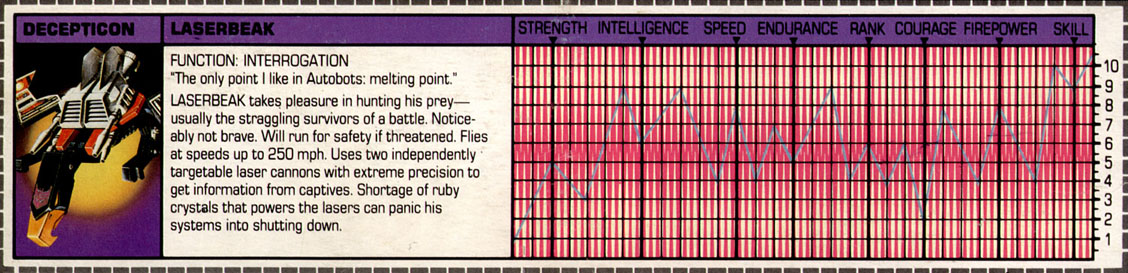 DECEPTICON
LASERBEAK
STRENGTH INTELLIGENCE SPEED ENDURANCE RANK COURAGE FIREPOWER SKILL
FUNCTION: INTERROGATION
"The only point I like in Autobots: melting point."
LASERBEAK takes pleasure in hunting his prey—
usually the straggling survivors of a battle. Notice-
ably not brave. Will run for safety if threatened. Flies
at speeds up to 250 mph. Uses two independently
targetable laser cannons with extreme precision to
get information from captives. Shortage of ruby
crystals that powers the lasers can panic his
systems into shutting down.
10
9
8
7
6
5
4
3
2
1